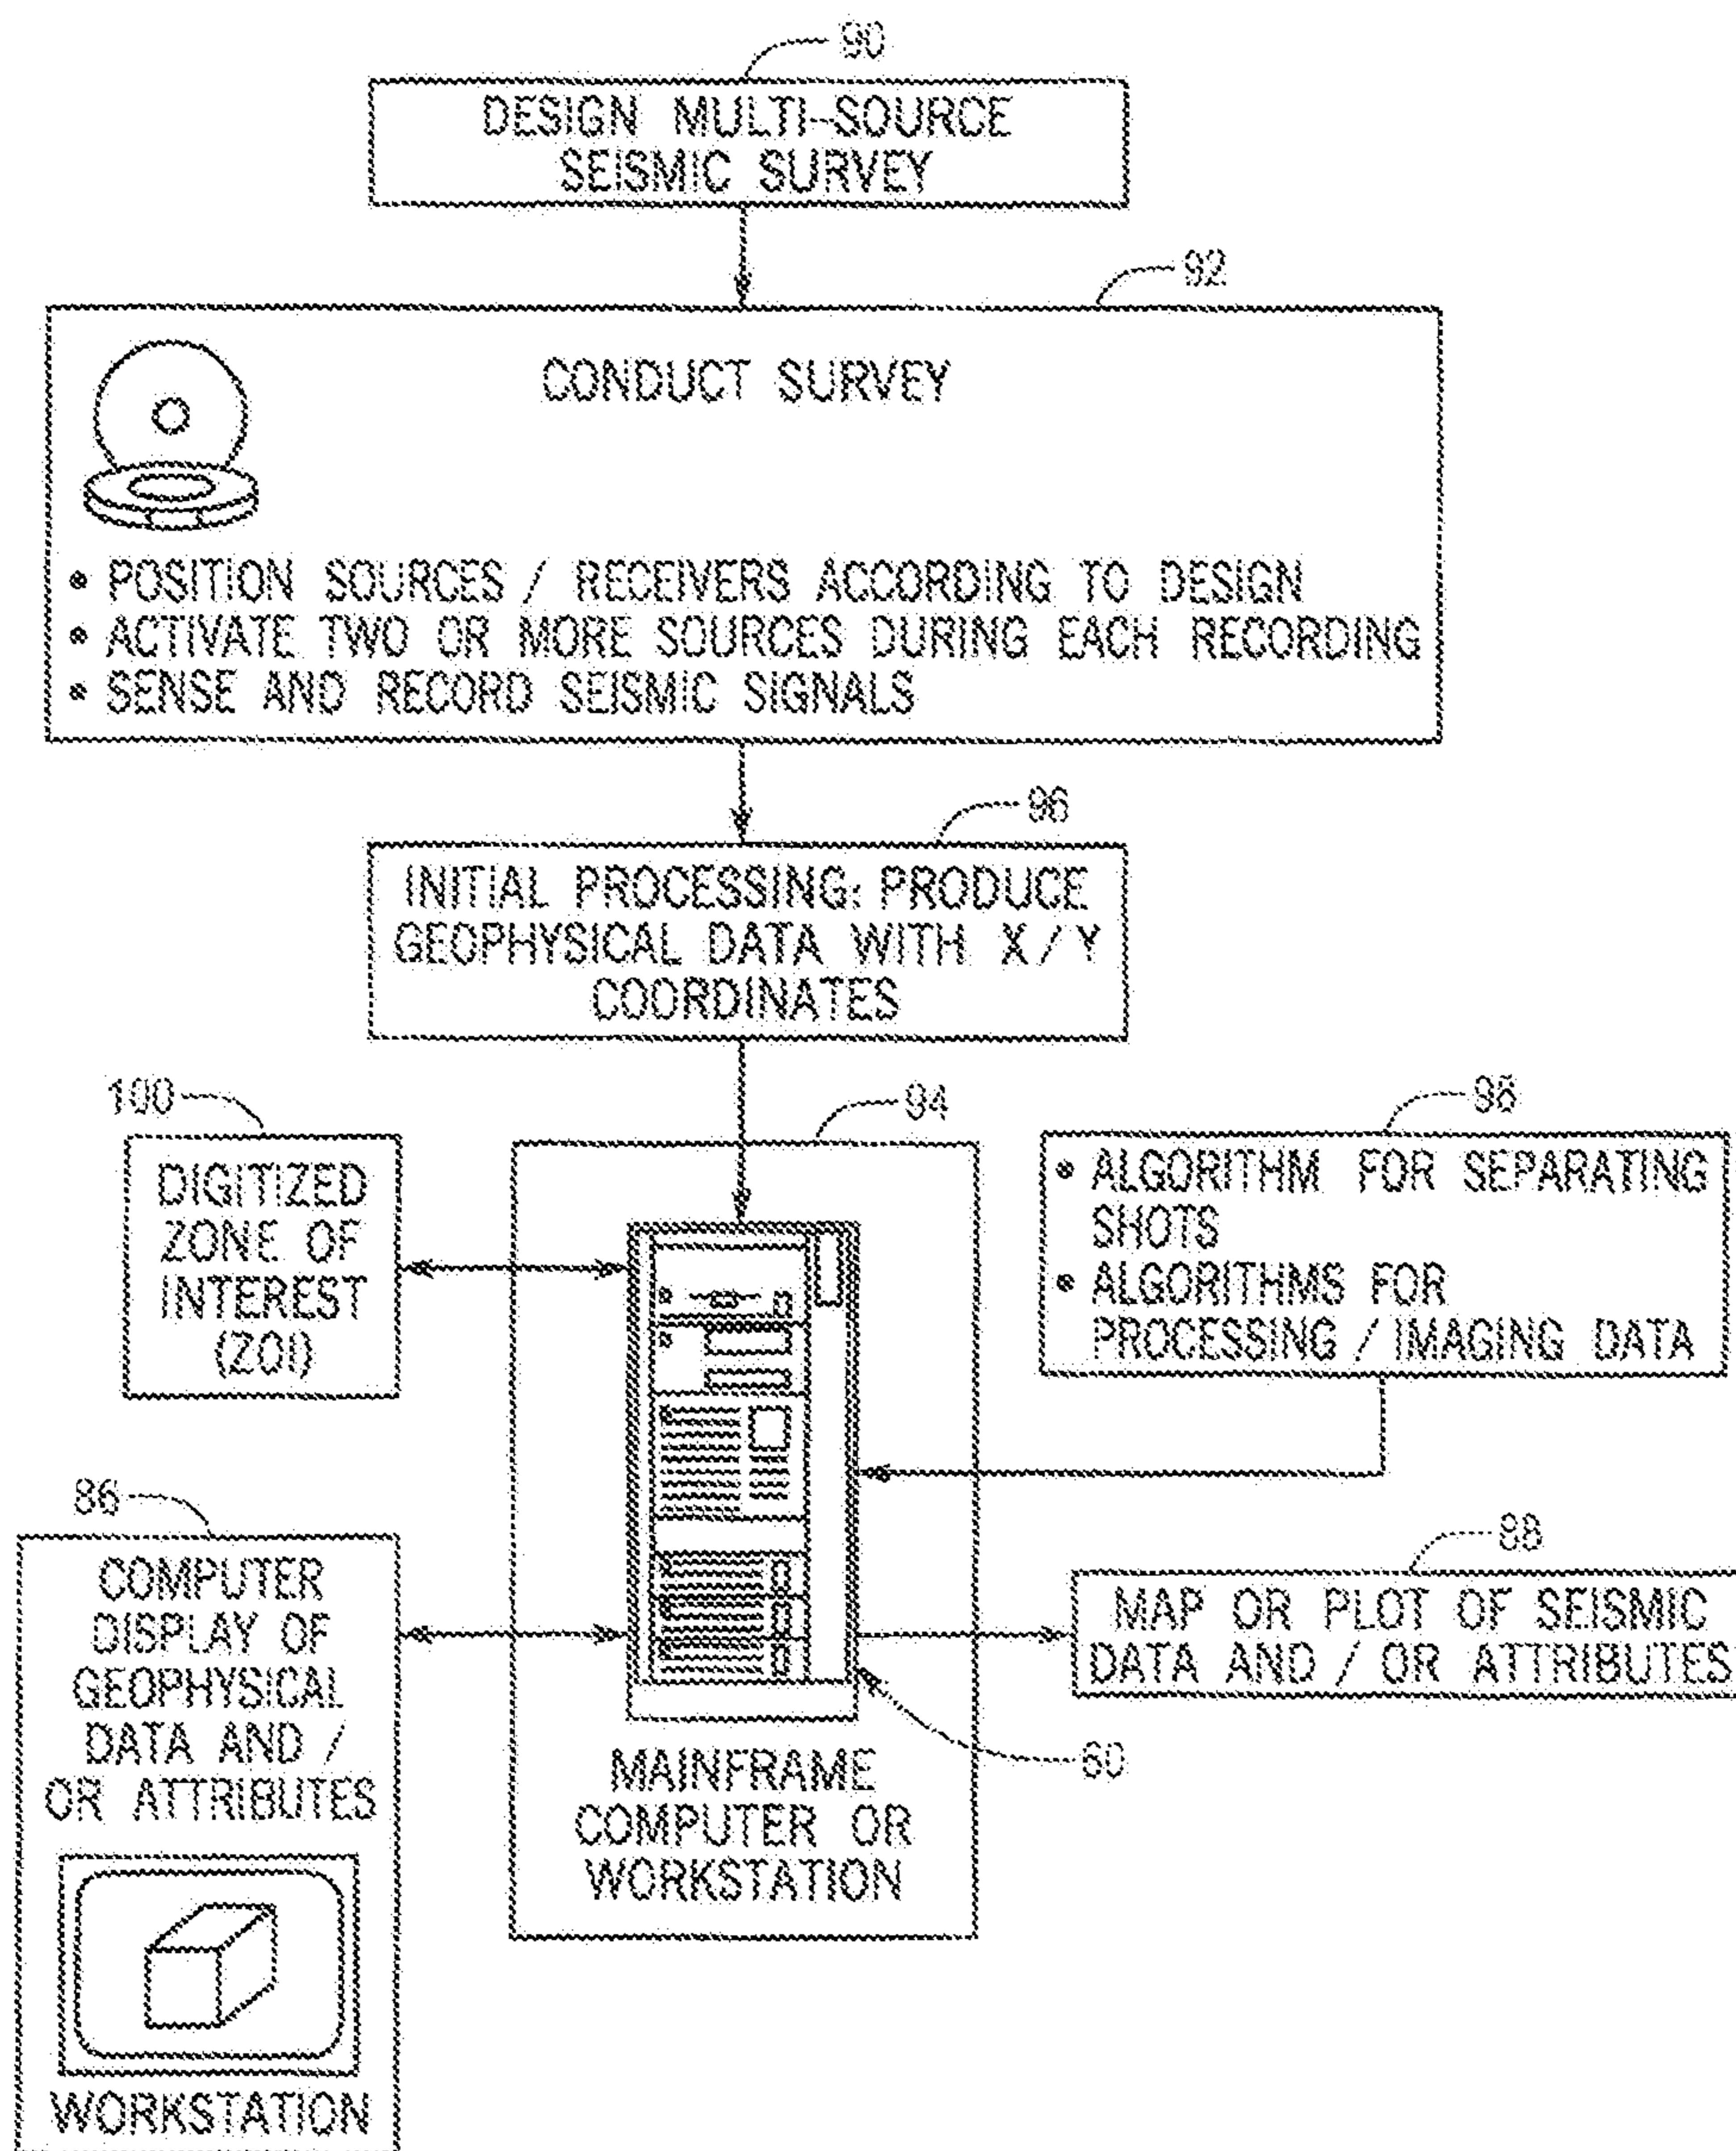 90
DESIGN MULTI-SOURCE
SEISMIC SURVEY
92
CONDUCT SURVEY
• POSITION SOURCES / RECEIVERS ACCORDING TO DESIGN
• ACTIVATE TWO OR MORE SOURCES DURING EACH RECORDING
• SENSE AND RECORD SEISMIC SIGNALS
96
INITIAL PROCESSING: PRODUCE
GEOPHYSICAL DATA WITH X / Y
COORDINATES
100
DIGITIZED
ZONE OF
INTEREST
(ZOI)
94
MAINFRAME
COMPUTER OR
WORKSTATION
60
• ALGORITHM FOR SEPARATING
SHOTS
• ALGORITHMS FOR
PROCESSING / IMAGING DATA
86
COMPUTER
DISPLAY OF
GEOPHYSICAL
DATA AND /
OR ATTRIBUTES
WORKSTATION
88
MAP OR PLOT OF SEISMIC
DATA AND / OR ATTRIBUTES